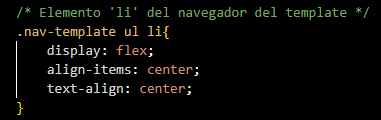 /* Elemento 'li' del navegador del template */
.nav-template ul li{
    display: flex;
    align-items: center;
    text-align: center;
}